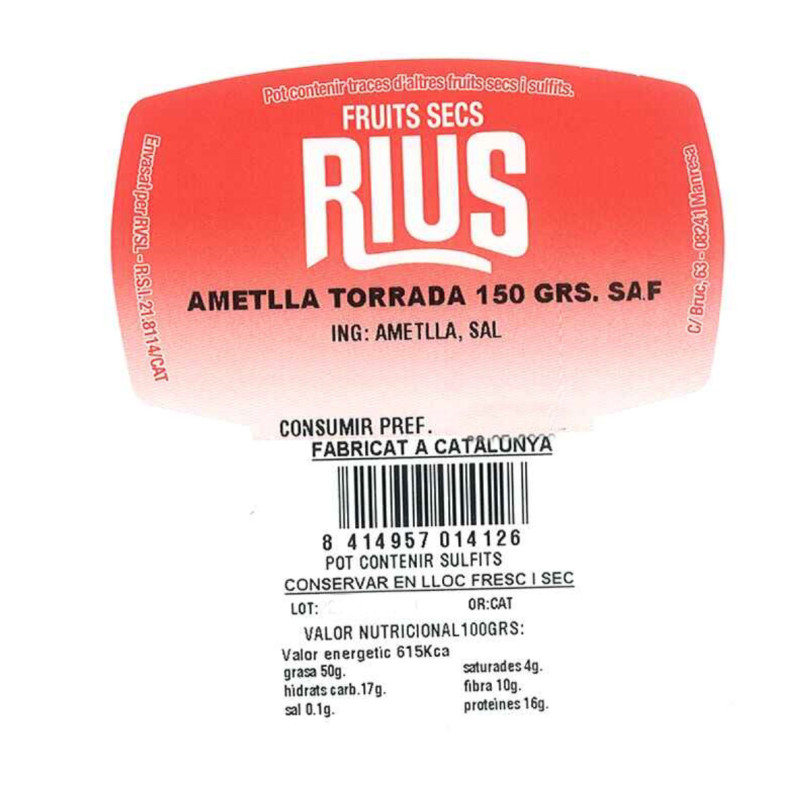 Pot contenir traces d'altres fruits secs i sulfits.
FRUITS SECS
RIUS
Envasat per RVSL - R.S.I. 21.8114/CAT
C/ Bruc, 63 - 08241 Manresa
AMETLLA TORRADA 150 GRS. SAF
ING: AMETLLA, SAL
CONSUMIR PREF.
FABRICAT A CATALUNYA
8 414957 014126
POT CONTENIR SULFITS
CONSERVAR EN LLOC FRESC I SEC
LOT: OR:CAT
VALOR NUTRICIONAL100GRS:
Valor energetìc 615Kca
grasa 50g. saturades 4g.
hidrats carb.17g. fibra 10g.
sal 0.1g. proteìnes 16g.